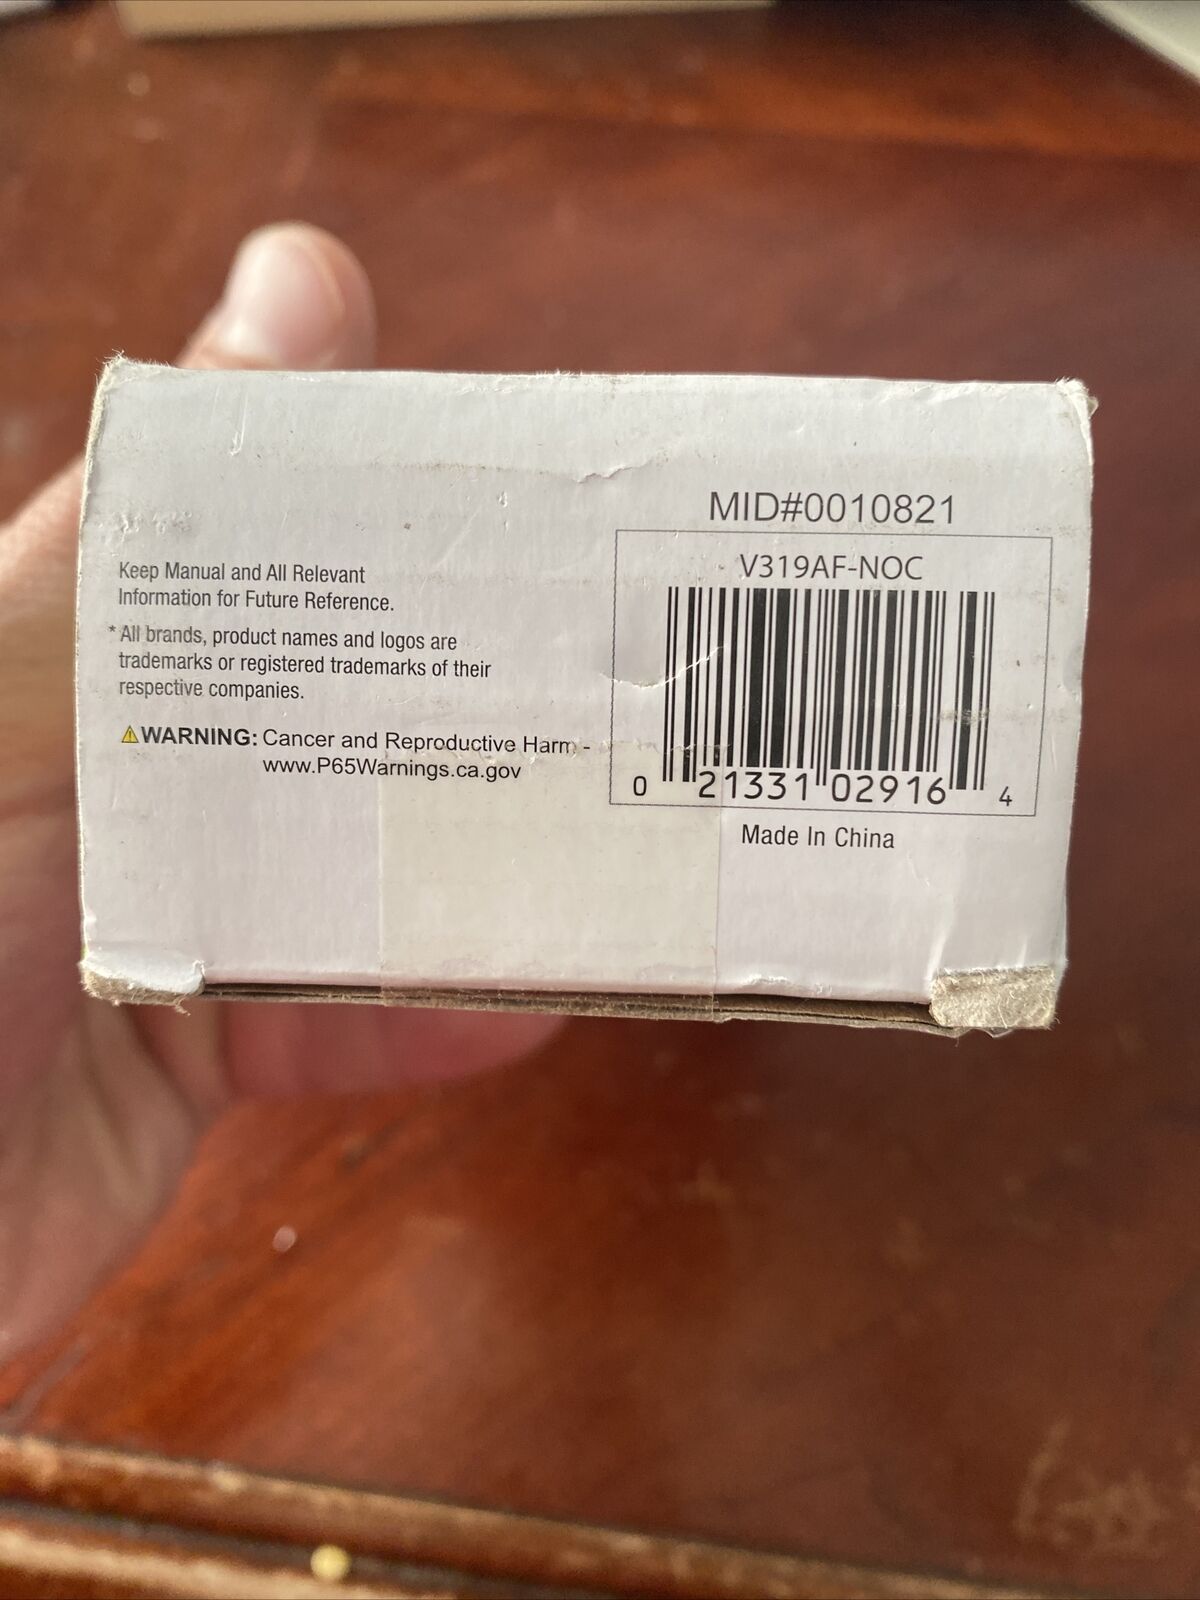 MID#0010821
V319AF-NOC
Keep Manual and All Relevant
Information for Future Reference.
* All brands, product names and logos are
trademarks or registered trademarks of their
respective companies.
⚠WARNING: Cancer and Reproductive Harm -
www.P65Warnings.ca.gov
0 21331 02916 4
Made In China